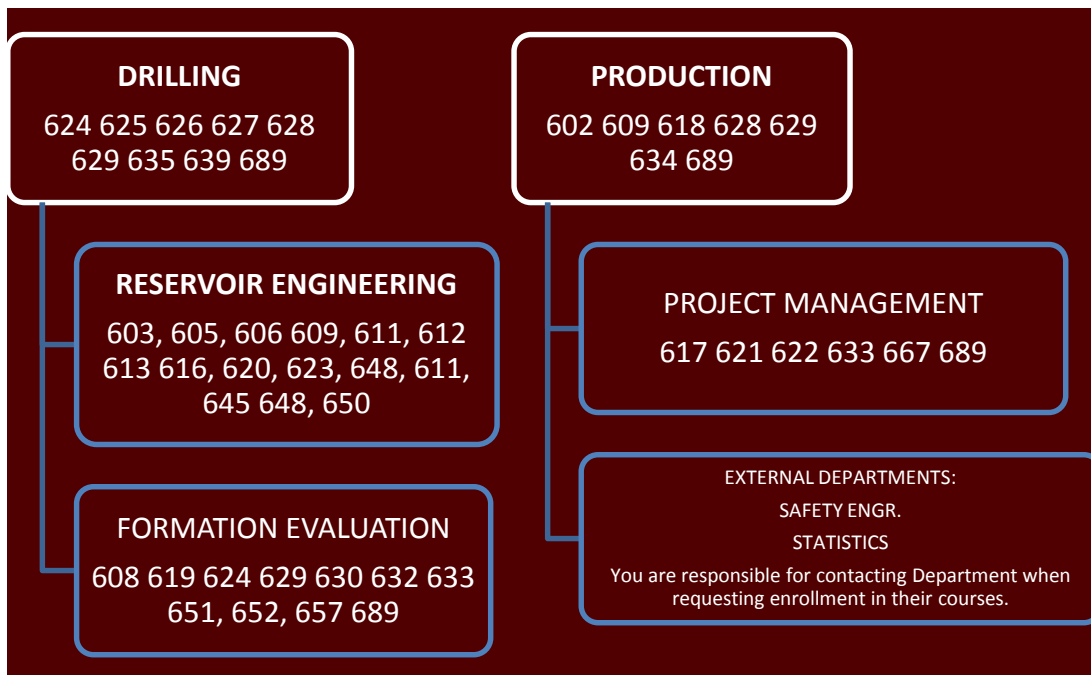 DRILLING
624 625 626 627 628
629 635 639 689
RESERVOIR ENGINEERING
603, 605, 606 609, 611, 612
613 616, 620, 623, 648, 611,
645 648, 650
FORMATION EVALUATION
608 619 624 629 630 632 633
651, 652, 657 689
PRODUCTION
602 609 618 628 629
634 689
PROJECT MANAGEMENT
617 621 622 633 667 689
EXTERNAL DEPARTMENTS:
SAFETY ENGR.
STATISTICS
You are responsible for contacting Department when
requesting enrollment in their courses.